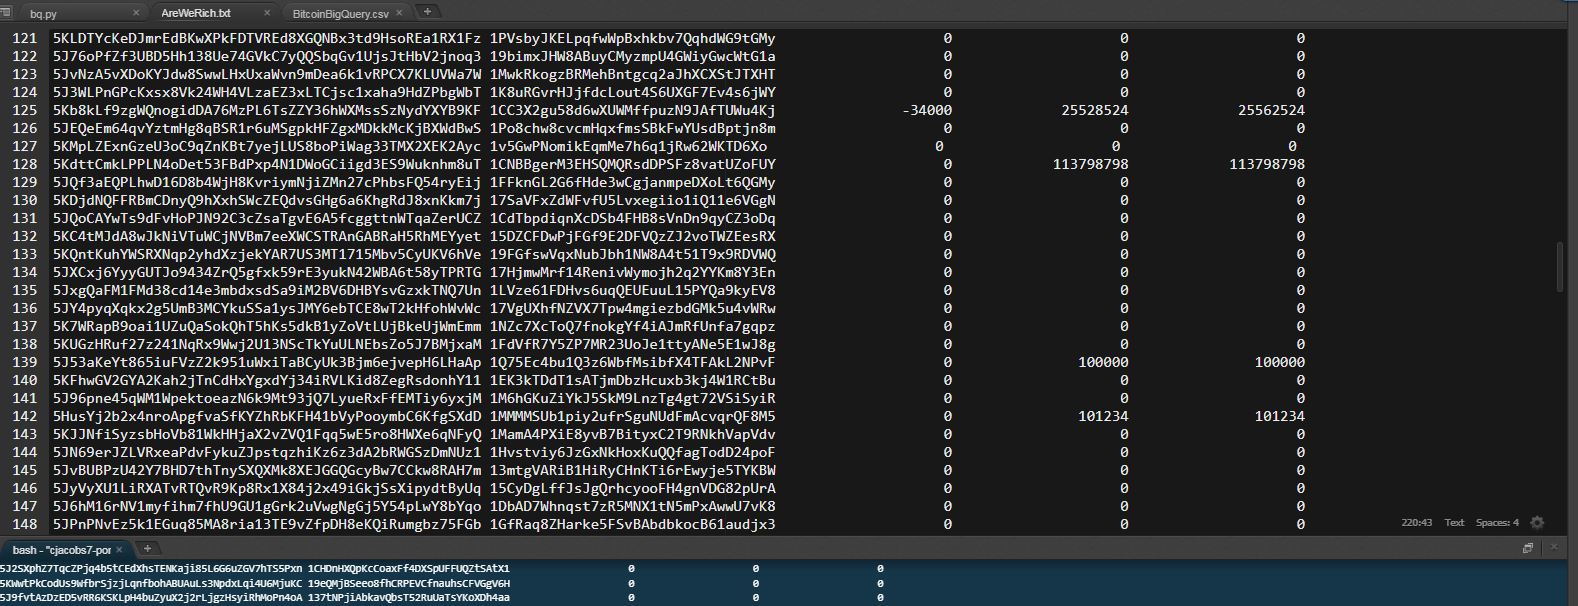 bq.py × AreWeRich.txt × BitcoinBigQuery.csv × +
121 5KLDTYcKeDJmrEdBKwXPkFDTVREd8XGQNBx3td9HsoREa1RX1Fz 1PVsbyJKELpqfwWpBxhkbv7QqhdWG9tGMy 0 0 0
122 5J76oPfZf3UBD5Hh138Ue74GVkC7yQQSbqGv1UjsJtHbV2jnoq3 19bimxJHW8ABuyCMyzmpU4GWiyGwcWtG1a 0 0 0
123 5JvNzA5vXDoKYJdw8SwwLHxUxaWvn9mDea6k1vRPCX7KLUVWa7W 1MwkRkogzBRMehBntgcq2aJhXCXStJTXHT 0 0 0
124 5J3WLPnGPcKxsx8Vk24WH4VLzaEZ3xLTCjsc1xaha9HdZPbgWbT 1K8uRGvrHJjfdcLout4S6UXGF7Ev4s6jWY 0 0 0
125 5Kb8kLf9zgWQnogidDA76MzPL6TsZZY36hWXMssSzNydYXYB9KF 1CC3X2gu58d6wXUWMffpuzN9JAfTUWu4Kj -34000 25528524 25562524
126 5JEQeEm64qvYztmHg8qBSR1r6uMSgpkHFZgxMDkkMcKjBXWdBwS 1Po8chw8cvcmHqxfmsSBkFwYUsdBptjn8m 0 0 0
127 5KMpLZExnGzeU3oC9qZnKBt7yejLUS8boPiWag33TMX2XEK2Ayc 1v5GwPNomikEqmMe7h6q1jRw62WKTD6Xo 0 0 0
128 5KdttCmkLPPLN4oDet53FBdPxp4N1DWoGCiigd3ES9Wuknhm8uT 1CNBBgerM3EHSQMQRsdDPSFz8vatUZoFUY 0 113798798 113798798
129 5JQf3aEQPLhwD16D8b4WjH8KvriymNjiZMn27cPhbsFQ54ryEij 1FFknGL2G6fHde3wCgjanmpeDXoLt6QGMy 0 0 0
130 5KDjdNQFFRBmCDnyQ9hXxhSWcZEQdvsGHg6a6KhgRdJ8xnKkm7j 17SaVFxZdWFvfU5Lvxegiio1iQ11e6VGgN 0 0 0
131 5JQoCAYwTs9dFvHoPJN92C3cZsaTgvE6A5fcggttnWTqaZerUCZ 1CdTbpdiqnXcDSb4FHB8sVnDn9qyCZ3oDq 0 0 0
132 5KC4tMJdA8wJkNiVTuWCjNVBm7eeXWCSTRAnGABRaH5RhMEYyet 15DZCFDwPjFGf9E2DFVQzZJ2voTWZEesRX 0 0 0
133 5KQntKuhYWSRXNqp2yhdXzjekYAR7US3MT1715Mbv5CyUKV6hVe 19FGfswVqxNubJbh1NW8A4t51T9x9RDVWQ 0 0 0
134 5JXCxj6YyyGUTJo9434ZrQ5gfxk59rE3yukN42WBA6t58yTPRTG 17HjmwMrf14RenivWymojh2q2YYKm8Y3En 0 0 0
135 5JxgQaFM1FMd38cd14e3mbdxsdSa9iM2BV6DHBYsvGzxkTNQ7Un 1LVze61FDHvs6uqQEUEuuL15PYQa9kyEV8 0 0 0
136 5JY4pyqXqkx2g5UmB3MCYkuSSa1ysJMY6ebTCE8wT2kHfohWvWc 17VgUXhfNZVX7Tpw4mgiezbdGMk5u4vWRw 0 0 0
137 5K7WRapB9oai1UZuQaSokQhT5hKs5dkB1yZoVtLUjBkeUjWmEmm 1NZc7XcToQ7fnokgYf4iAJmRfUnfa7gqpz 0 0 0
138 5KUGzHRuf27z241NqRx9Wwj2U13NScTkYuULNEbsZo5J7BMjxaM 1FdVfR7Y5ZP7MR23UoJe1ttyANe5E1wJ8g 0 0 0
139 5J53aKeYt865iuFVzZ2k951uWxiTaBCyUk3Bjm6ejvepH6LHaAp 1Q75Ec4bu1Q3z6WbfMsibfX4TFAkL2NPvF 0 100000 100000
140 5KFhwGV2GYA2Kah2jTnCdHxYgxdYj34iRVLKid8ZegRsdonhY11 1EK3kTDdT1sATjmDbzHcuxb3kj4W1RCtBu 0 0 0
141 5J96pne45qWM1WpektoeazN6k9Mt93jQ7LyueRxFfEMTiy6yxjM 1M6hGKuZiYkJ5SkM9LnzTg4gt72VSiSyiR 0 0 0
142 5HusYj2b2x4nroApgfvaSfKYZhRbKFH41bVyPooymbC6KfgSXdD 1MMMMSUb1piy2ufrSguNUdFmAcvqrQF8M5 0 101234 101234
143 5KJJNfiSyzsbHoVb81WkHHjaX2vZVQ1Fqq5wE5ro8HWXe6qNFyQ 1MamA4PXiE8yvB7BityxC2T9RNkhVapVdv 0 0 0
144 5JN69erJZLVRxeaPdvFykuZJpstqzhiKz6z3dA2bRWGSzDmNUz1 1Hvstviy6JzGxNkHoxKuQQfagTodD24poF 0 0 0
145 5JvBUBPzU42Y7BHD7thTnySXQXMk8XEJGGQGcyBw7CCkw8RAH7m 13mtgVARiB1HiRyCHnKTi6rEwyje5TYKBW 0 0 0
146 5JyVyXU1LiRXATvRTQvR9Kp8Rx1X84j2x49iGkjSsXipydtByUq 15CyDgLffJsJgQrhcyooFH4gnVDG82pUrA 0 0 0
147 5J6hM16rNV1myfihm7fhU9GU1gGrk2uVwgNgGj5Y54pLwY8bYqo 1DbAD7Whnqst7zR5MNX1tN5mPxAwwU7vK8 0 0 0
148 5JPnPNvEz5k1EGuq85MA8ria13TE9vZfpDH8eKQiRumgbz75FGb 1GfRaq8ZHarke5FSvBAbdbkocB61audjx3 0 0 0
220:43 Text Spaces: 4
bash - "cjacobs7-por × +
5J2SXphZ7TqcZPjq4b5tCEdXhsTENKaji85L6G6uZGV7hTS5Pxn 1CHDnHXQpKcCoaxFf4DXSpUFFUQZtSAtX1 0 0 0
5KWwtPkCodUs9WfbrSjzjLqnfbohABUAuLs3NpdxLqi4U6MjuKC 19eQMjBSeeo8fhCRPEVCfnauhsCFVGgV6H 0 0 0
5J9fvtAzDzED5vRR6KSKLpH4buZyuX2j2rLjgzHsyiRhMoPn4oA 137tNPjiAbkavQbsT52RuUaTsYKoXDh4aa 0 0 0